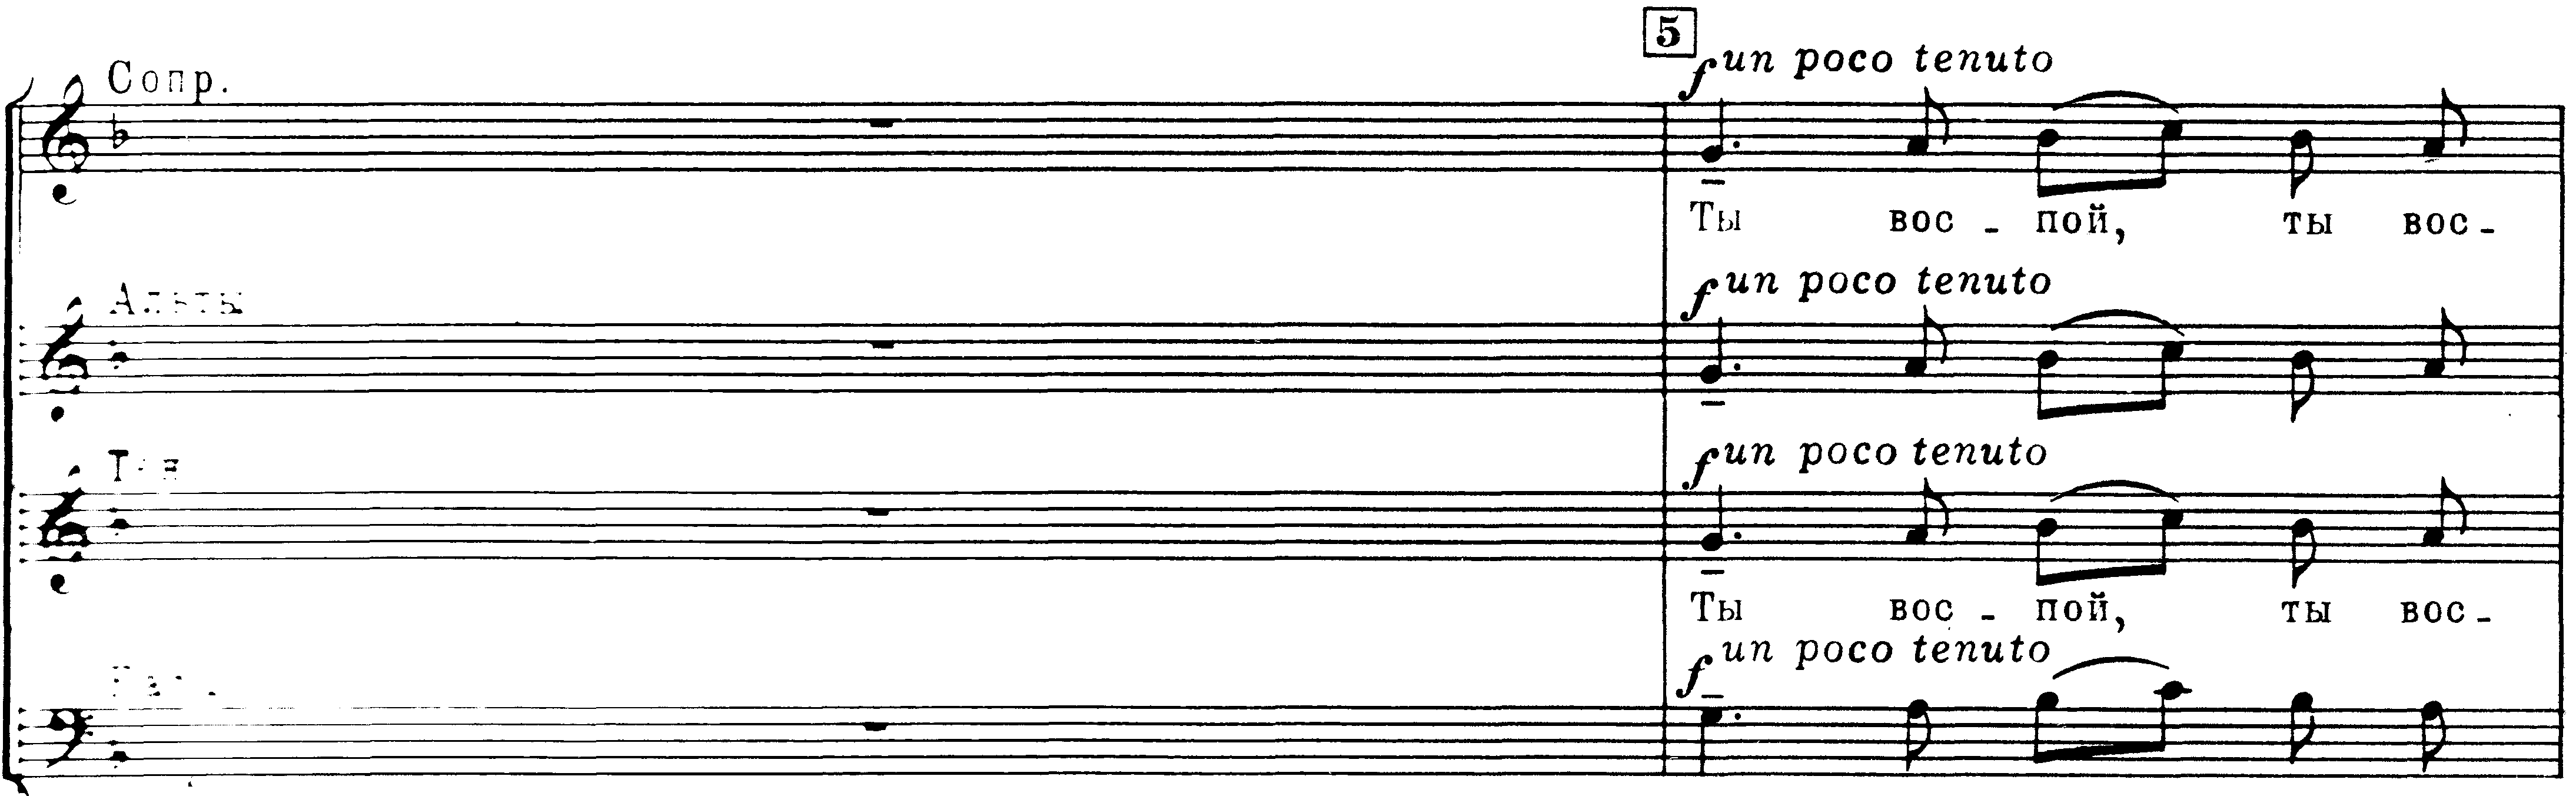 5
Сопр.
f un poco tenuto
Ты вос - пой, ты вос -
Альты
f un poco tenuto
f un poco tenuto
Ты вос - пой, ты вос -
f un poco tenuto